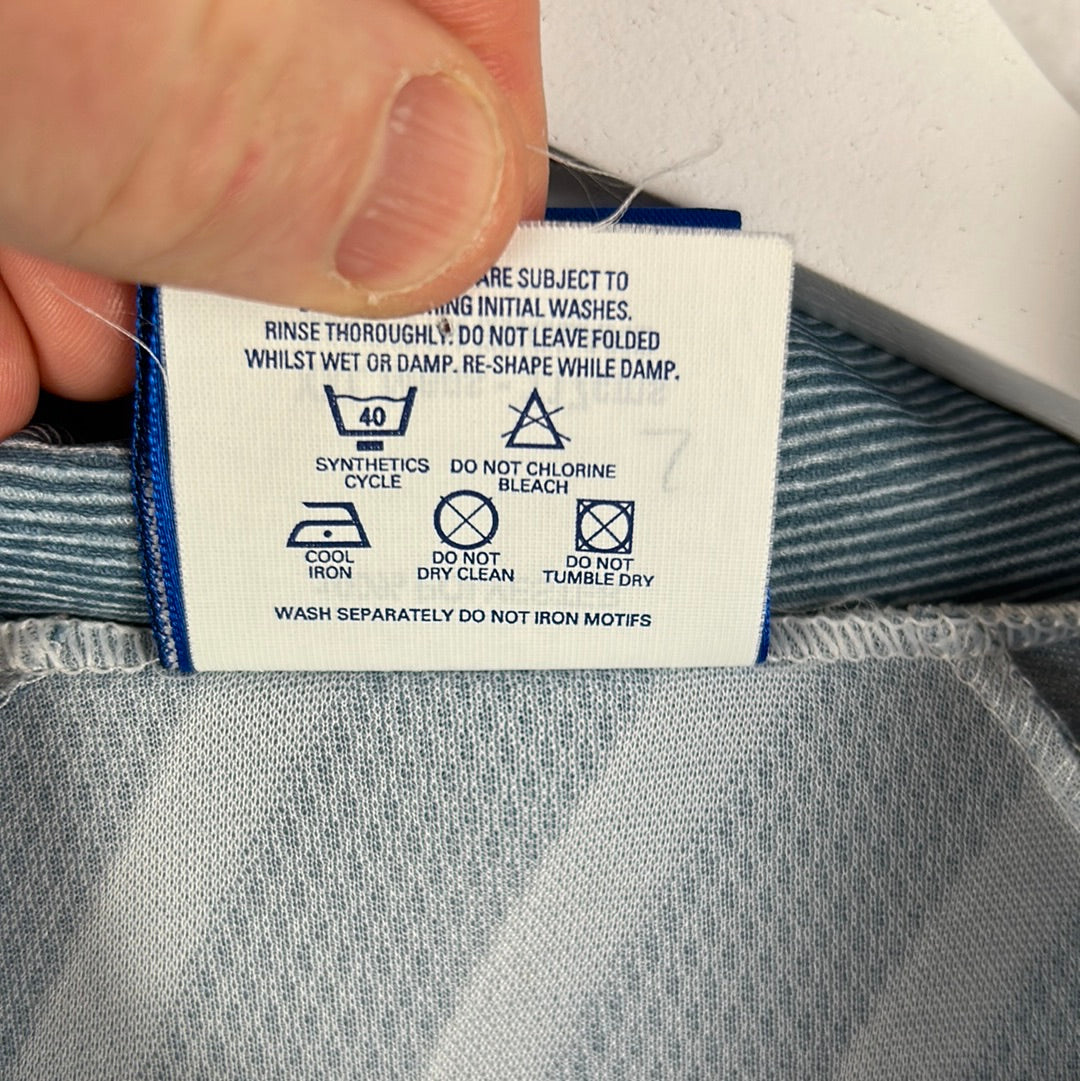 ARE SUBJECT TO
INITIAL WASHES.
RINSE THOROUGHLY. DO NOT LEAVE FOLDED
WHILST WET OR DAMP. RE-SHAPE WHILE DAMP.
40
SYNTHETICS
CYCLE
DO NOT CHLORINE
BLEACH
COOL
IRON
DO NOT
DRY CLEAN
DO NOT
TUMBLE DRY
WASH SEPARATELY DO NOT IRON MOTIFS